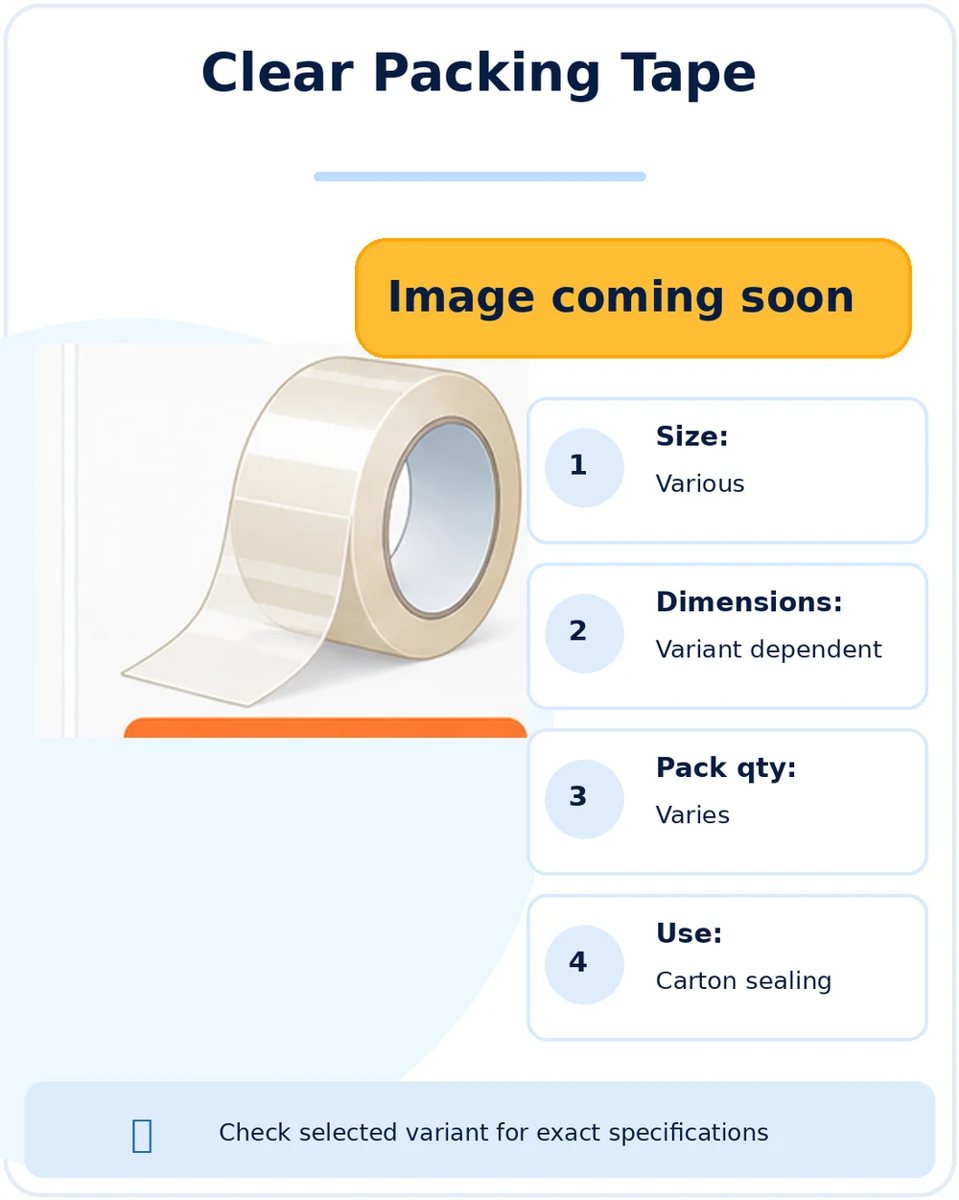 Clear Packing Tape
Image coming soon
1
Size:
Various
2
Dimensions:
Variant dependent
3
Pack qty:
Varies
4
Use:
Carton sealing
Check selected variant for exact specifications